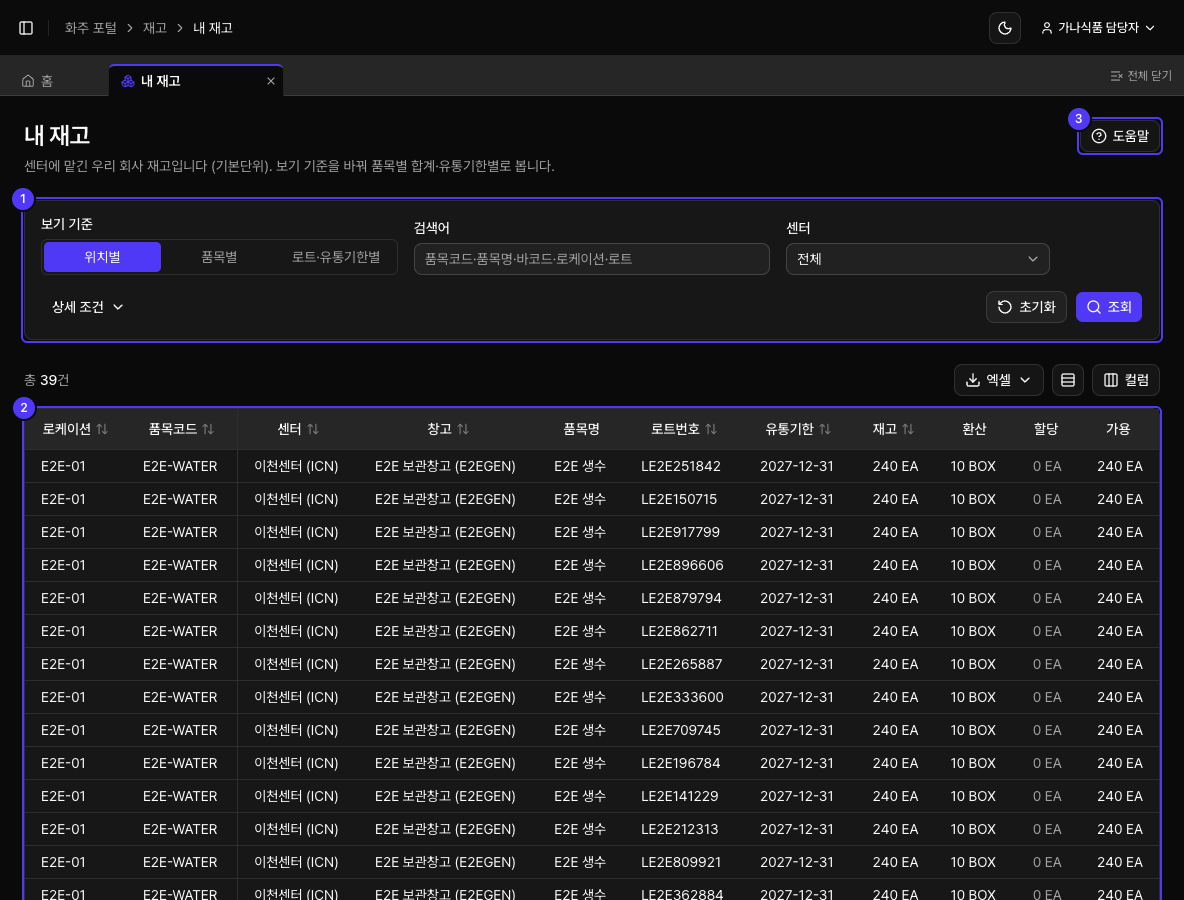 화주 포털 > 재고 > 내 재고
가나식품 담당자
홈
내 재고
전체 닫기
내 재고
센터에 맡긴 우리 회사 재고입니다 (기본단위). 보기 기준을 바꿔 품목별 합계·유통기한별로 봅니다.
3
도움말
1
보기 기준
위치별 품목별 로트·유통기한별
검색어
품목코드·품목명·바코드·로케이션·로트
센터
전체
상세 조건
초기화
조회
총 39건
엑셀
컬럼
2
로케이션 품목코드 센터 창고 품목명 로트번호 유통기한 재고 환산 할당 가용
E2E-01 E2E-WATER 이천센터 (ICN) E2E 보관창고 (E2EGEN) E2E 생수 LE2E251842 2027-12-31 240 EA 10 BOX 0 EA 240 EA
E2E-01 E2E-WATER 이천센터 (ICN) E2E 보관창고 (E2EGEN) E2E 생수 LE2E150715 2027-12-31 240 EA 10 BOX 0 EA 240 EA
E2E-01 E2E-WATER 이천센터 (ICN) E2E 보관창고 (E2EGEN) E2E 생수 LE2E917799 2027-12-31 240 EA 10 BOX 0 EA 240 EA
E2E-01 E2E-WATER 이천센터 (ICN) E2E 보관창고 (E2EGEN) E2E 생수 LE2E896606 2027-12-31 240 EA 10 BOX 0 EA 240 EA
E2E-01 E2E-WATER 이천센터 (ICN) E2E 보관창고 (E2EGEN) E2E 생수 LE2E879794 2027-12-31 240 EA 10 BOX 0 EA 240 EA
E2E-01 E2E-WATER 이천센터 (ICN) E2E 보관창고 (E2EGEN) E2E 생수 LE2E862711 2027-12-31 240 EA 10 BOX 0 EA 240 EA
E2E-01 E2E-WATER 이천센터 (ICN) E2E 보관창고 (E2EGEN) E2E 생수 LE2E265887 2027-12-31 240 EA 10 BOX 0 EA 240 EA
E2E-01 E2E-WATER 이천센터 (ICN) E2E 보관창고 (E2EGEN) E2E 생수 LE2E333600 2027-12-31 240 EA 10 BOX 0 EA 240 EA
E2E-01 E2E-WATER 이천센터 (ICN) E2E 보관창고 (E2EGEN) E2E 생수 LE2E709745 2027-12-31 240 EA 10 BOX 0 EA 240 EA
E2E-01 E2E-WATER 이천센터 (ICN) E2E 보관창고 (E2EGEN) E2E 생수 LE2E196784 2027-12-31 240 EA 10 BOX 0 EA 240 EA
E2E-01 E2E-WATER 이천센터 (ICN) E2E 보관창고 (E2EGEN) E2E 생수 LE2E141229 2027-12-31 240 EA 10 BOX 0 EA 240 EA
E2E-01 E2E-WATER 이천센터 (ICN) E2E 보관창고 (E2EGEN) E2E 생수 LE2E212313 2027-12-31 240 EA 10 BOX 0 EA 240 EA
E2E-01 E2E-WATER 이천센터 (ICN) E2E 보관창고 (E2EGEN) E2E 생수 LE2E809921 2027-12-31 240 EA 10 BOX 0 EA 240 EA
E2E-01 E2E-WATER 이천센터 (ICN) E2E 보관창고 (E2EGEN) E2E 생수 LE2E362884 2027-12-31 240 EA 10 BOX 0 EA 240 EA